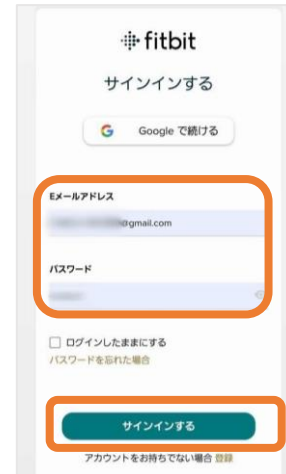 fitbit
サインインする
Google で続ける
Eメールアドレス
@gmail.com
パスワード
ログインしたままにする
パスワードを忘れた場合
サインインする
アカウントをお持ちでない場合 登録